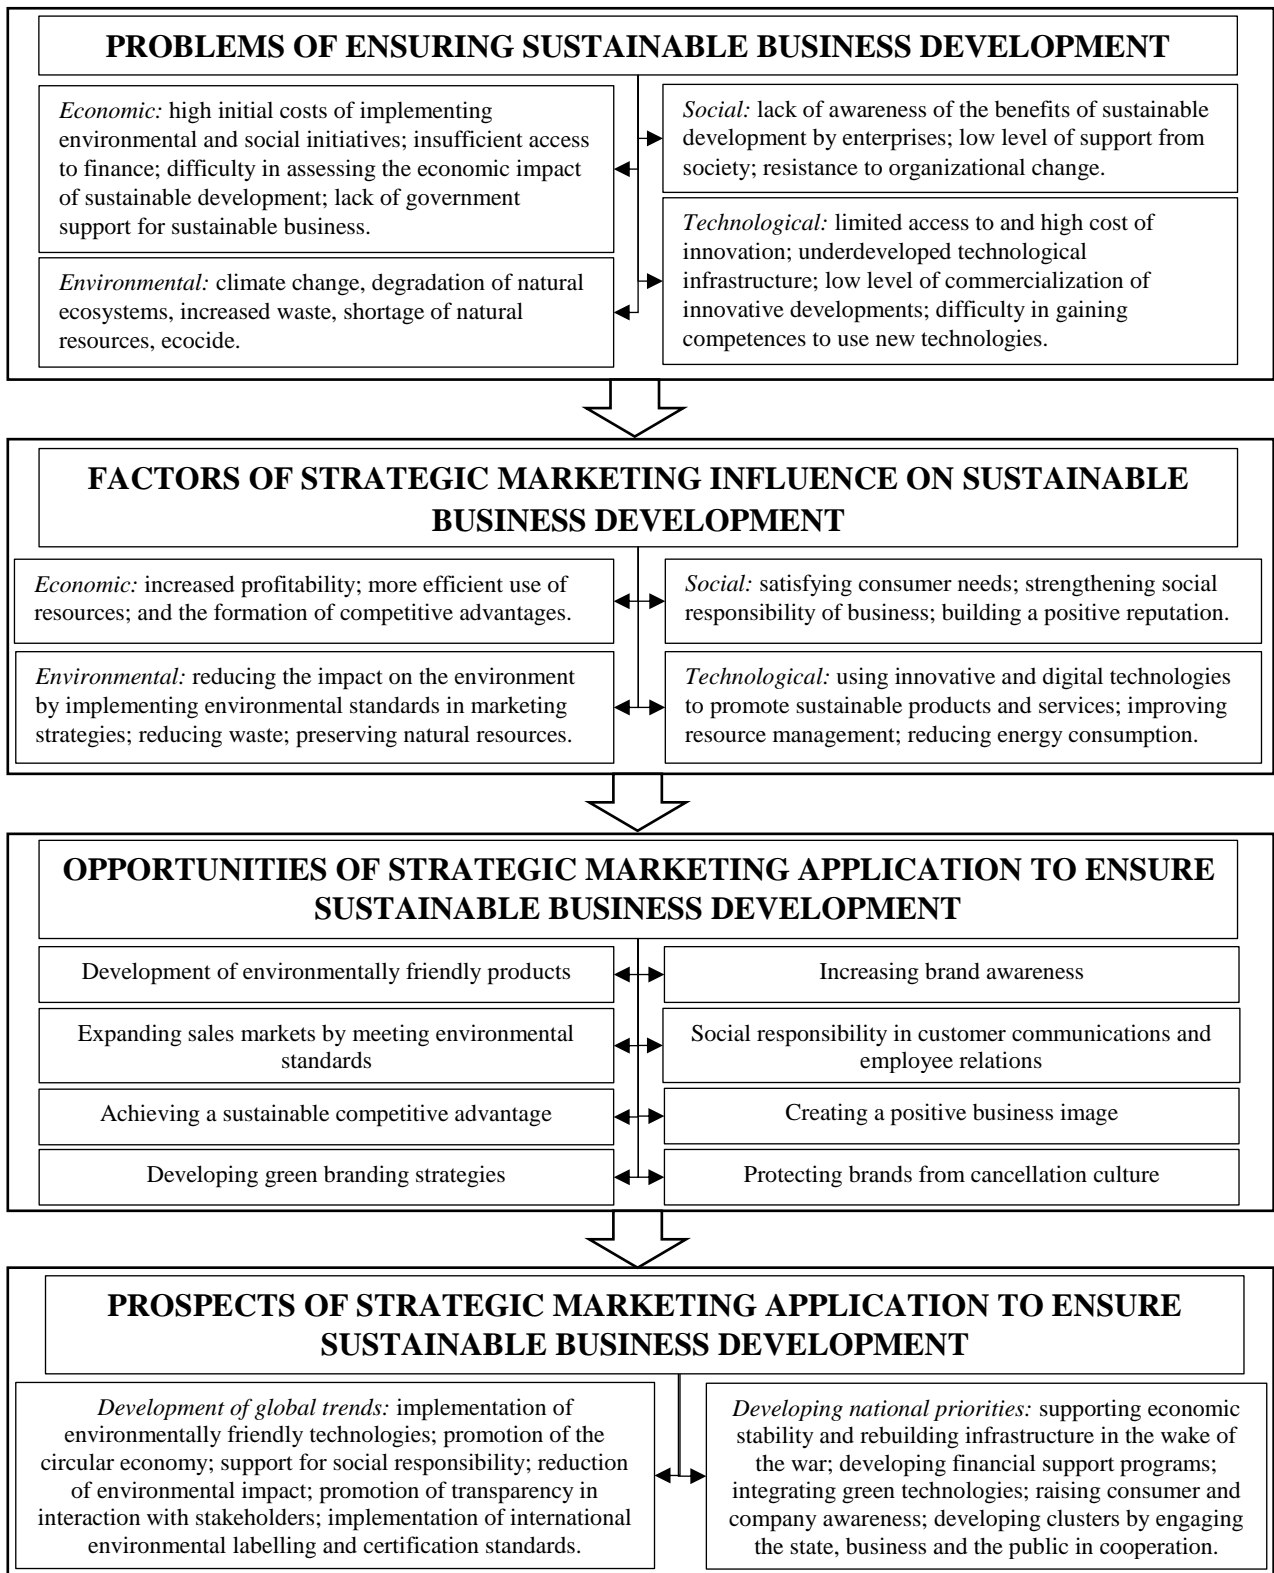 PROBLEMS OF ENSURING SUSTAINABLE BUSINESS DEVELOPMENT
Economic: high initial costs of implementing
environmental and social initiatives; insufficient access
to finance; difficulty in assessing the economic impact
of sustainable development; lack of government
support for sustainable business.
Social: lack of awareness of the benefits of sustainable
development by enterprises; low level of support from
society; resistance to organizational change.
Environmental: climate change, degradation of natural
ecosystems, increased waste, shortage of natural
resources, ecocide.
Technological: limited access to and high cost of
innovation; underdeveloped technological
infrastructure; low level of commercialization of
innovative developments; difficulty in gaining
competences to use new technologies.
FACTORS OF STRATEGIC MARKETING INFLUENCE ON SUSTAINABLE
BUSINESS DEVELOPMENT
Economic: increased profitability; more efficient use of
resources; and the formation of competitive advantages.
Social: satisfying consumer needs; strengthening social
responsibility of business; building a positive reputation.
Environmental: reducing the impact on the environment
by implementing environmental standards in marketing
strategies; reducing waste; preserving natural resources.
Technological: using innovative and digital technologies
to promote sustainable products and services; improving
resource management; reducing energy consumption.
OPPORTUNITIES OF STRATEGIC MARKETING APPLICATION TO ENSURE
SUSTAINABLE BUSINESS DEVELOPMENT
Development of environmentally friendly products
Increasing brand awareness
Expanding sales markets by meeting environmental
standards
Social responsibility in customer communications and
employee relations
Achieving a sustainable competitive advantage
Creating a positive business image
Developing green branding strategies
Protecting brands from cancellation culture
PROSPECTS OF STRATEGIC MARKETING APPLICATION TO ENSURE
SUSTAINABLE BUSINESS DEVELOPMENT
Development of global trends: implementation of
environmentally friendly technologies; promotion of the
circular economy; support for social responsibility; reduction
of environmental impact; promotion of transparency in
interaction with stakeholders; implementation of international
environmental labelling and certification standards.
Developing national priorities: supporting economic
stability and rebuilding infrastructure in the wake of
the war; developing financial support programs;
integrating green technologies; raising consumer and
company awareness; developing clusters by engaging
the state, business and the public in cooperation.